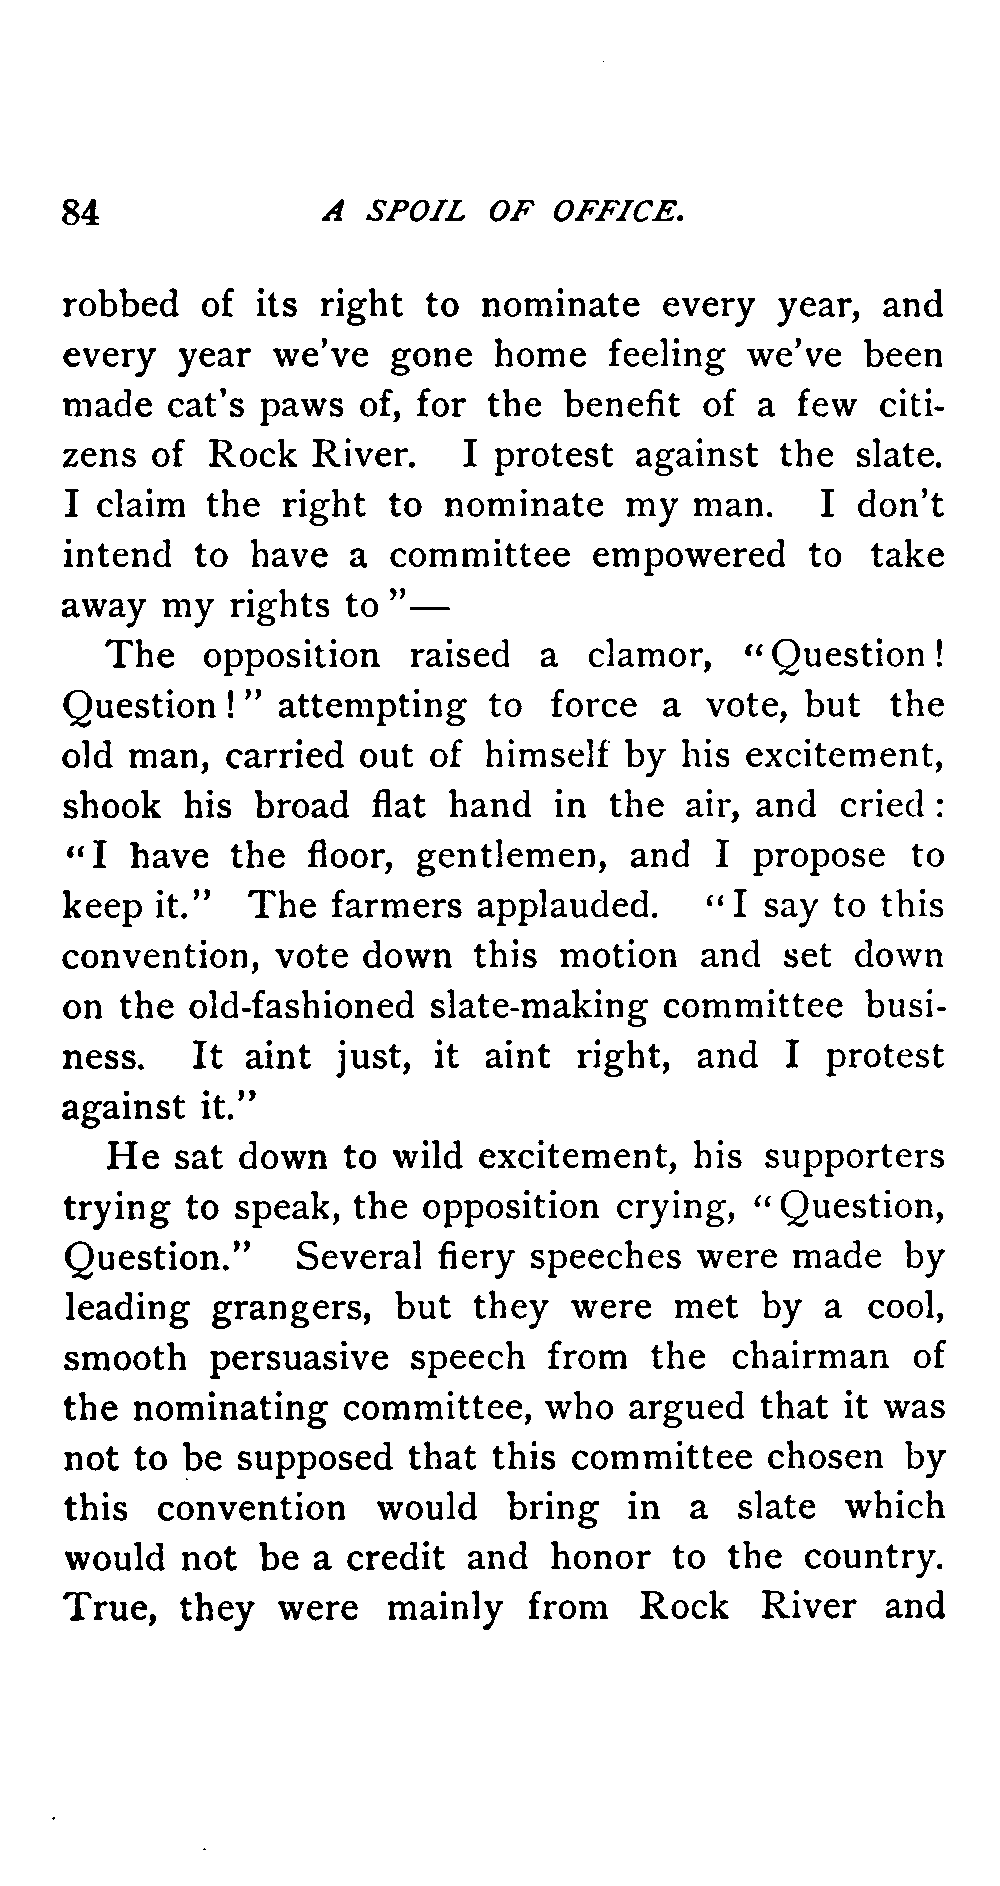 84 A SPOIL OF OFFICE.
robbed of its right to nominate every year, and
every year we've gone home feeling we've been
made cat's paws of, for the benefit of a few citi-
zens of Rock River. I protest against the slate.
I claim the right to nominate my man. I don't
intend to have a committee empowered to take
away my rights to"—
The opposition raised a clamor, "Question!
Question!" attempting to force a vote, but the
old man, carried out of himself by his excitement,
shook his broad flat hand in the air, and cried:
"I have the floor, gentlemen, and I propose to
keep it." The farmers applauded. "I say to this
convention, vote down this motion and set down
on the old-fashioned slate-making committee busi-
ness. It aint just, it aint right, and I protest
against it."
He sat down to wild excitement, his supporters
trying to speak, the opposition crying, "Question,
Question." Several fiery speeches were made by
leading grangers, but they were met by a cool,
smooth persuasive speech from the chairman of
the nominating committee, who argued that it was
not to be supposed that this committee chosen by
this convention would bring in a slate which
would not be a credit and honor to the country.
True, they were mainly from Rock River and